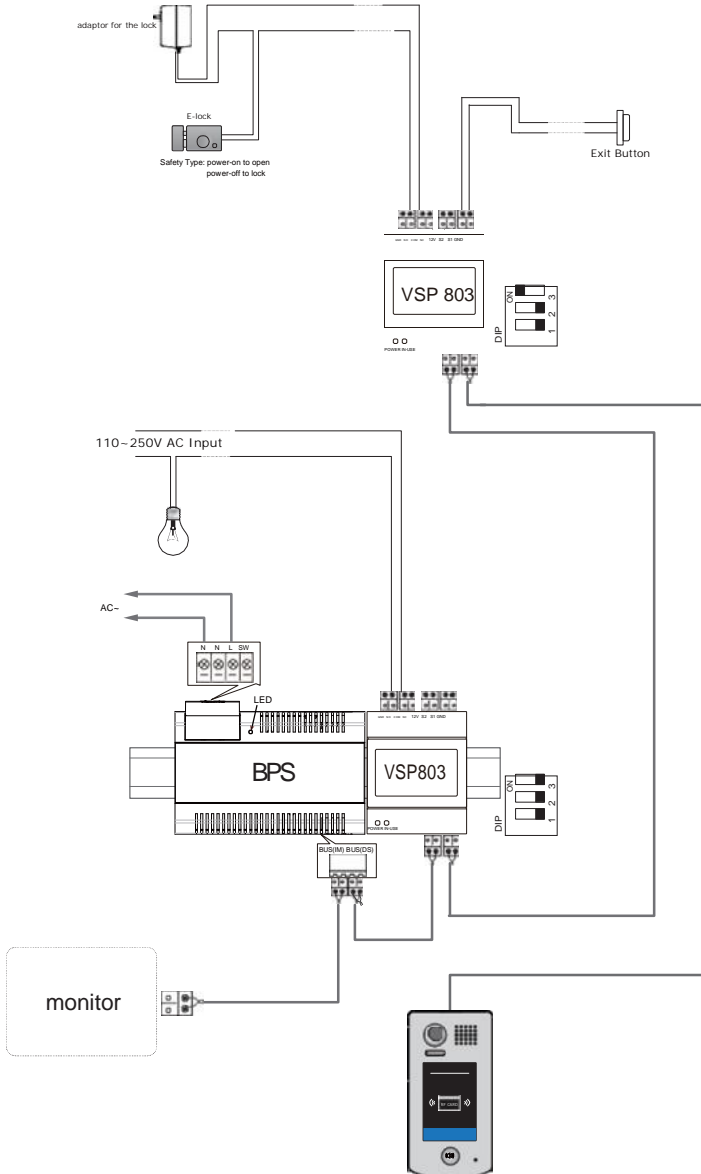 adaptor for the lock
E-lock
Safety Type: power-on to open
power-off to lock
Exit Button
12V S2 S1 GND
VSP 803
POWER IN-USE
ON
DIP
1 2 3
110~250V AC Input
AC~
N N L SW
LED
12V S2 S1 GND
BPS
VSP803
POWER IN-USE
ON
DIP
1 2 3
BUS(IM) BUS(DS)
monitor
RF CARD